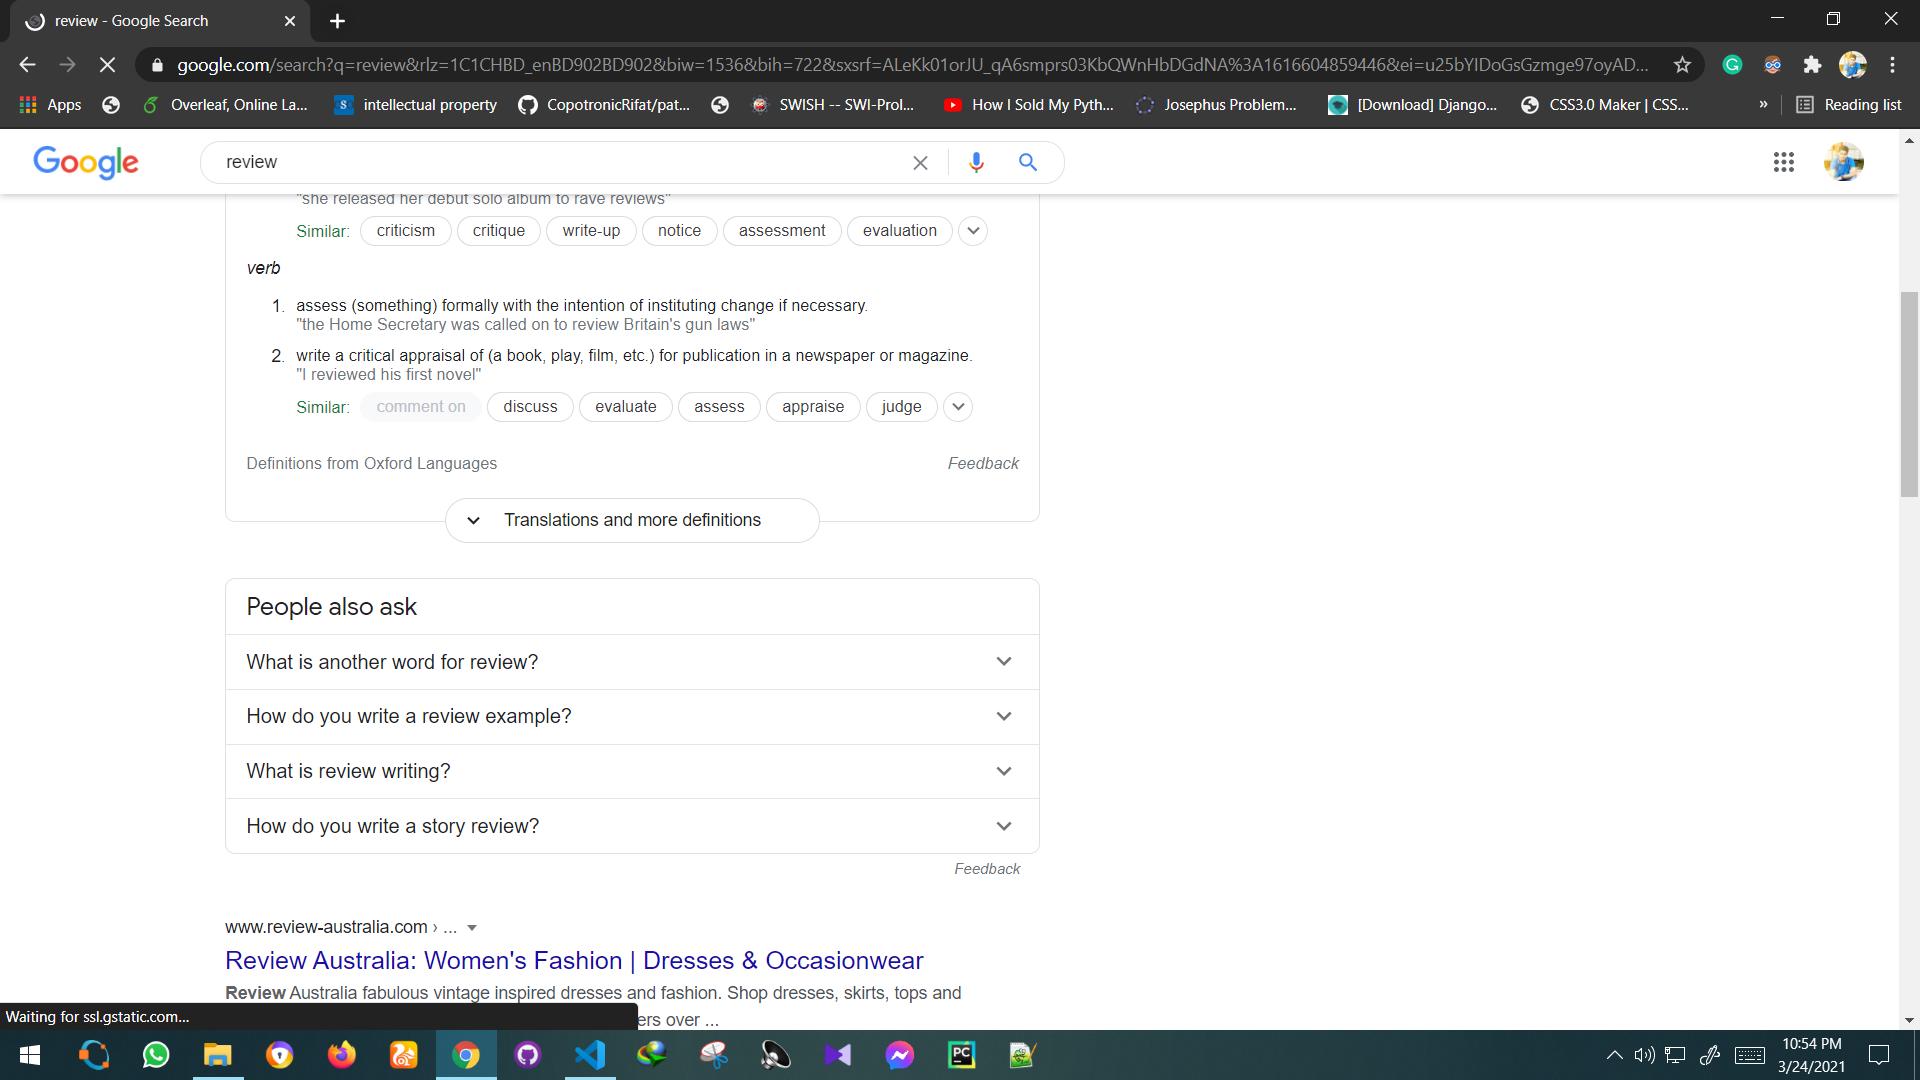 review - Google Search
google.com/search?q=review&rlz=1C1CHBD_enBD902BD902&biw=1536&bih=722&sxsrf=ALeKk01orJU_qA6smprs03KbQWnHbDGdNA%3A1616604859446&ei=u25bYIDoGsGzmge97oyAD...
Apps Overleaf, Online La... intellectual property CopotronicRifat/pat... SWISH -- SWI-Prol... How I Sold My Pyth... Josephus Problem... [Download] Django... CSS3.0 Maker | CSS... » Reading list
Google review
"she released her debut solo album to rave reviews"
Similar: criticism critique write-up notice assessment evaluation
verb
1. assess (something) formally with the intention of instituting change if necessary.
"the Home Secretary was called on to review Britain's gun laws"
2. write a critical appraisal of (a book, play, film, etc.) for publication in a newspaper or magazine.
"I reviewed his first novel"
Similar: comment on discuss evaluate assess appraise judge
Definitions from Oxford Languages Feedback
Translations and more definitions
People also ask
What is another word for review?
How do you write a review example?
What is review writing?
How do you write a story review?
Feedback
www.review-australia.com › ...
Review Australia: Women's Fashion | Dresses & Occasionwear
Review Australia fabulous vintage inspired dresses and fashion. Shop dresses, skirts, tops and
ers over ...
Waiting for ssl.gstatic.com...
PC
10:54 PM
3/24/2021